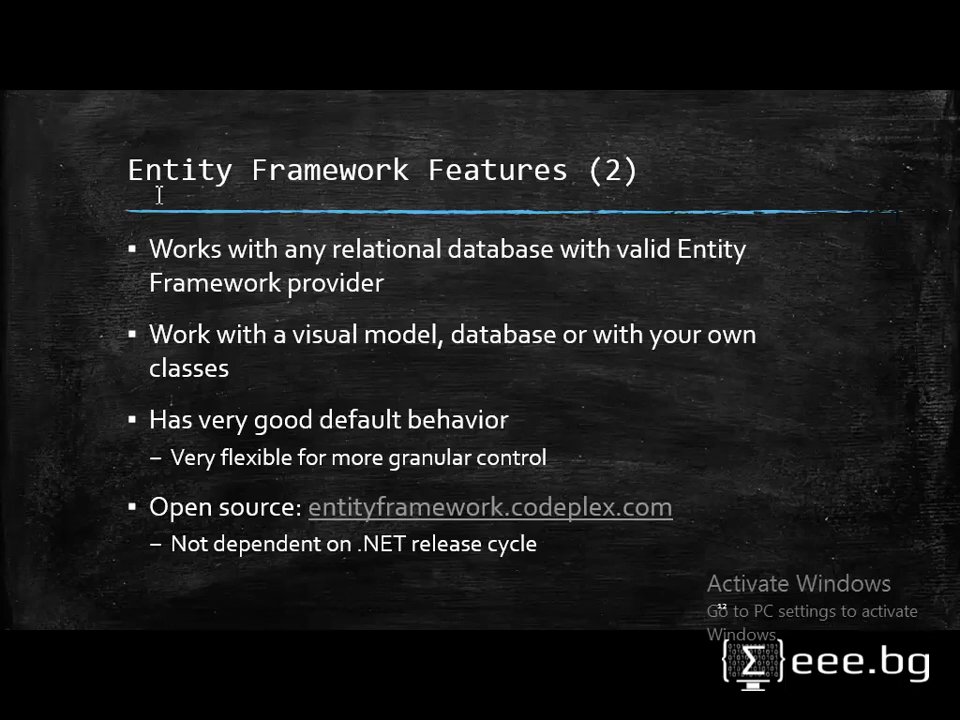 Entity Framework Features (2)
▪ Works with any relational database with valid Entity
Framework provider
▪ Work with a visual model, database or with your own
classes
▪ Has very good default behavior
– Very flexible for more granular control
▪ Open source: entityframework.codeplex.com
– Not dependent on .NET release cycle
Activate Windows
12
Go to PC settings to activate
Windows.
{Σ}eee.bg